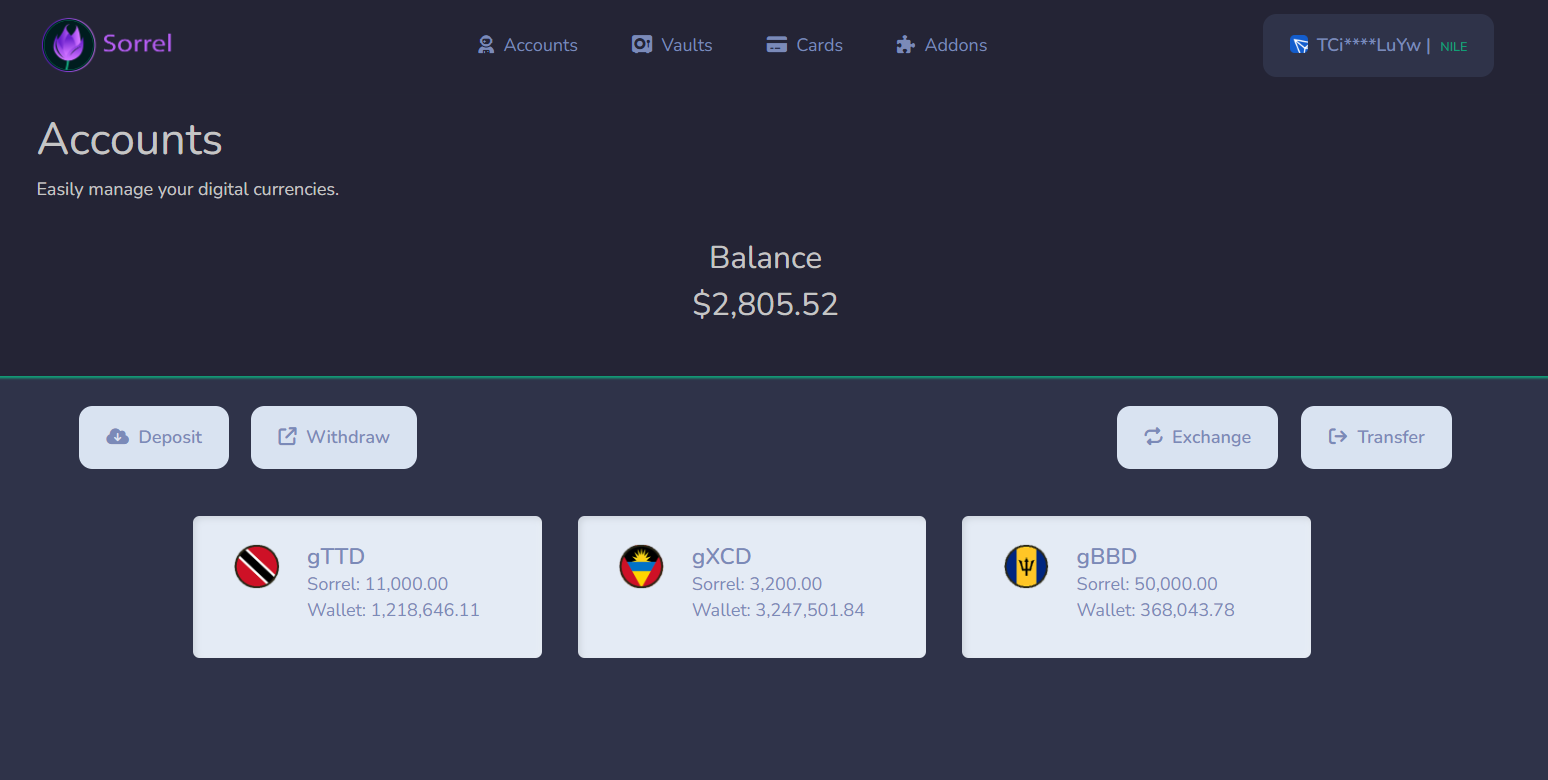 Sorrel
Accounts
Vaults
Cards
Addons
TCi****LuYw | NILE
Accounts
Easily manage your digital currencies.
Balance
$2,805.52
Deposit
Withdraw
Exchange
Transfer
gTTD
Sorrel: 11,000.00
Wallet: 1,218,646.11
gXCD
Sorrel: 3,200.00
Wallet: 3,247,501.84
gBBD
Sorrel: 50,000.00
Wallet: 368,043.78